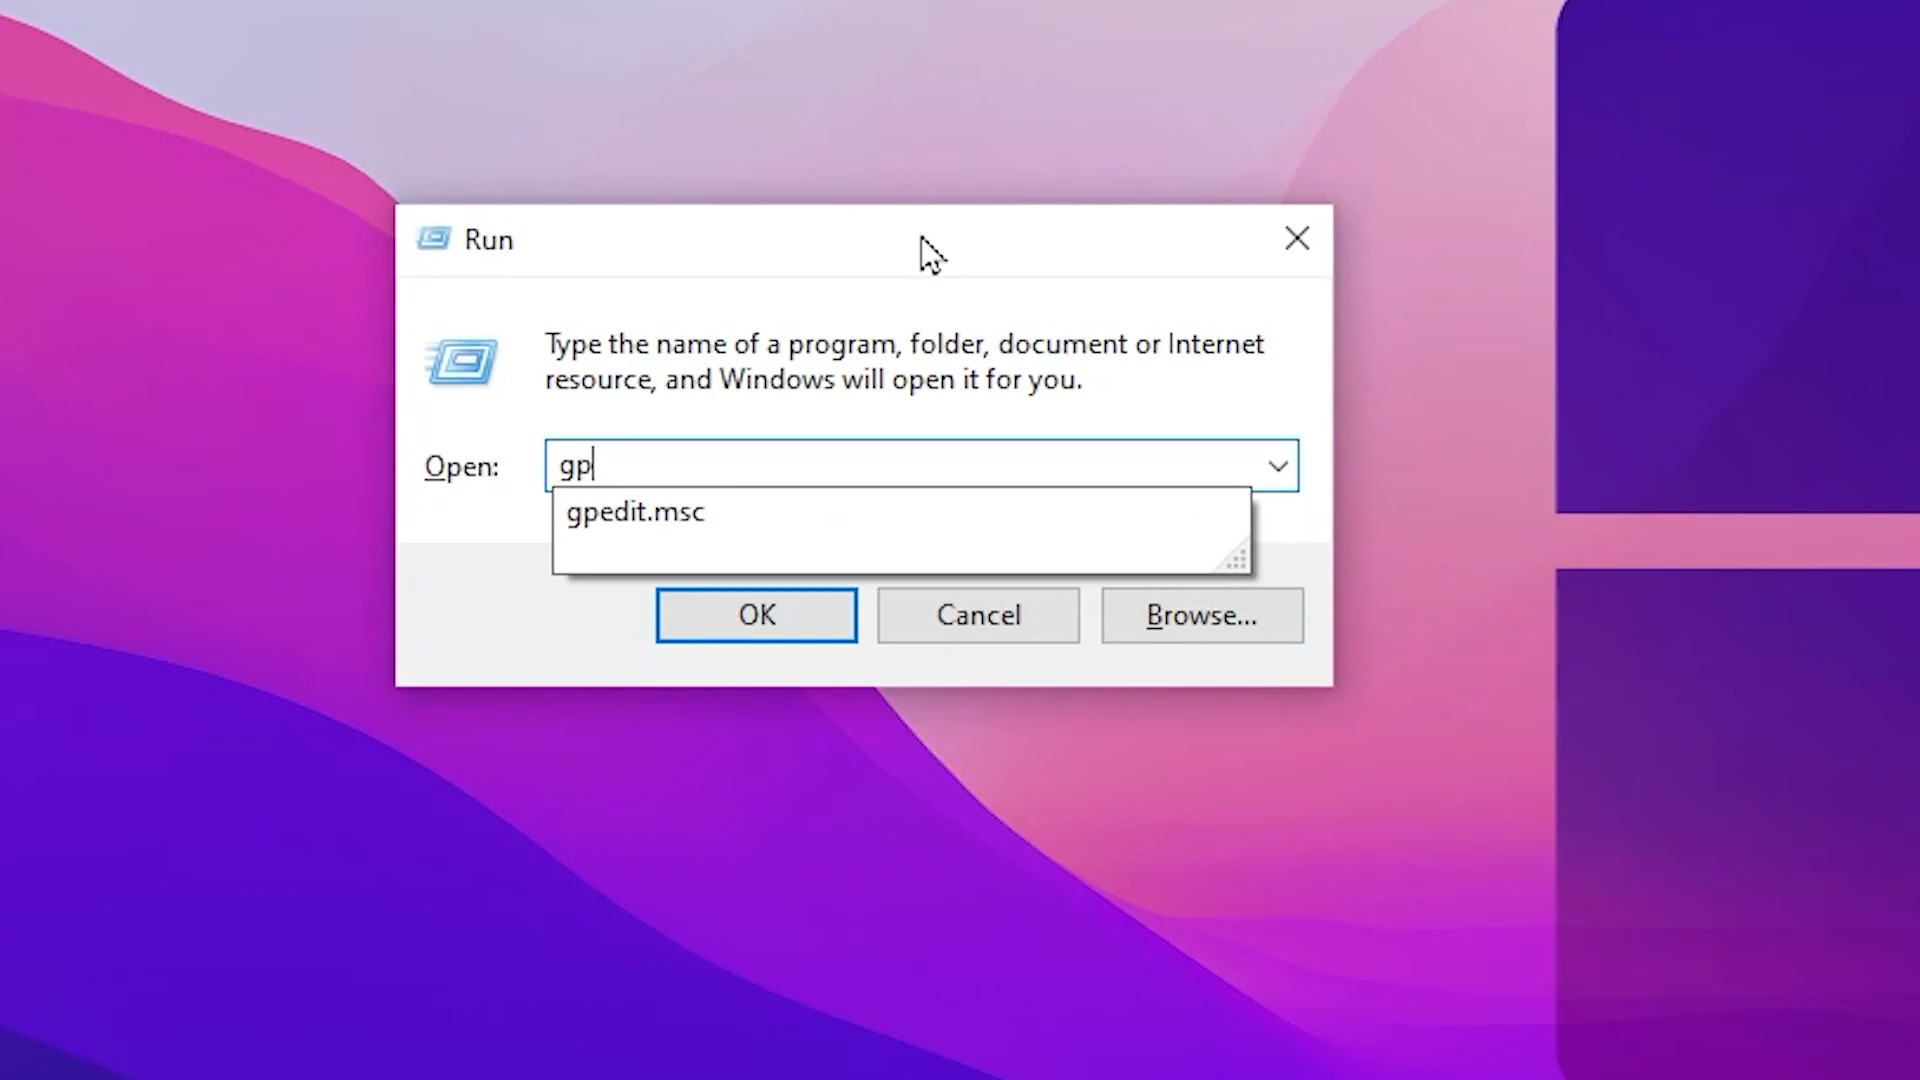 Run
Type the name of a program, folder, document or Internet
resource, and Windows will open it for you.
Open:
gp
gpedit.msc
OK
Cancel
Browse...